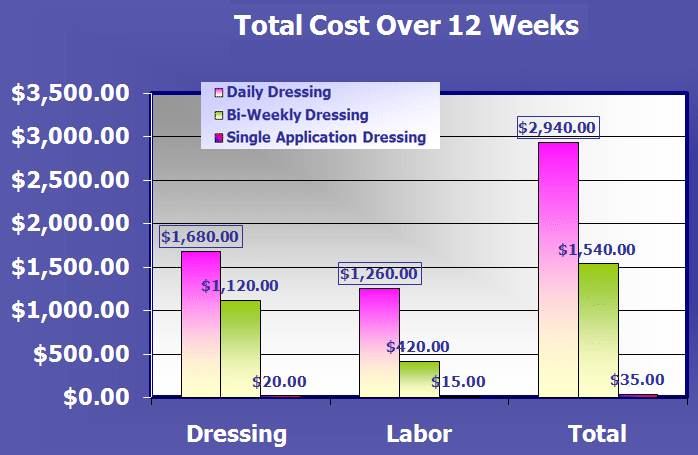 Total Cost Over 12 Weeks
Daily Dressing
Bi-Weekly Dressing
Single Application Dressing
$3,500.00
$3,000.00
$2,500.00
$2,000.00
$1,500.00
$1,000.00
$500.00
$0.00
$1,680.00
$1,120.00
$20.00
$1,260.00
$420.00
$15.00
$2,940.00
$1,540.00
$35.00
Dressing
Labor
Total